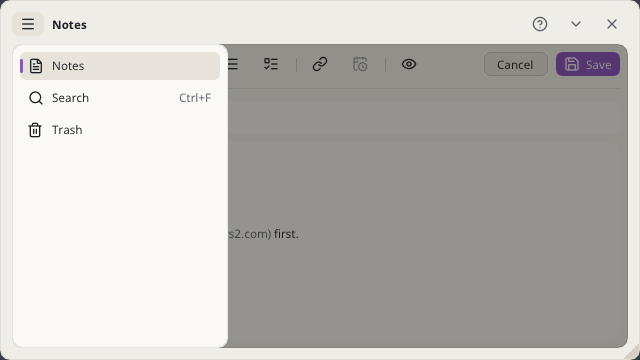 Notes
Notes
Cancel
Save
Search Ctrl+F
Trash
s2.com) first.